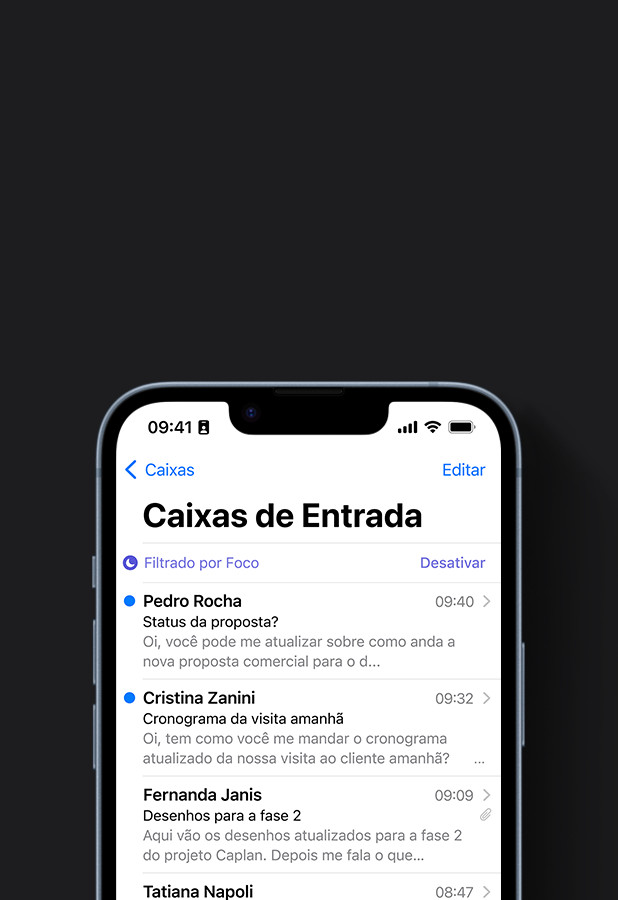 09:41
Caixas
Editar
Caixas de Entrada
Filtrado por Foco
Desativar
Pedro Rocha
09:40
Status da proposta?
Oi, você pode me atualizar sobre como anda a
nova proposta comercial para o d...
Cristina Zanini
09:32
Cronograma da visita amanhã
Oi, tem como você me mandar o cronograma
atualizado da nossa visita ao cliente amanhã? ...
Fernanda Janis
09:09
Desenhos para a fase 2
Aqui vão os desenhos atualizados para a fase 2
do projeto Caplan. Depois me fala o que...
Tatiana Napoli
08:47